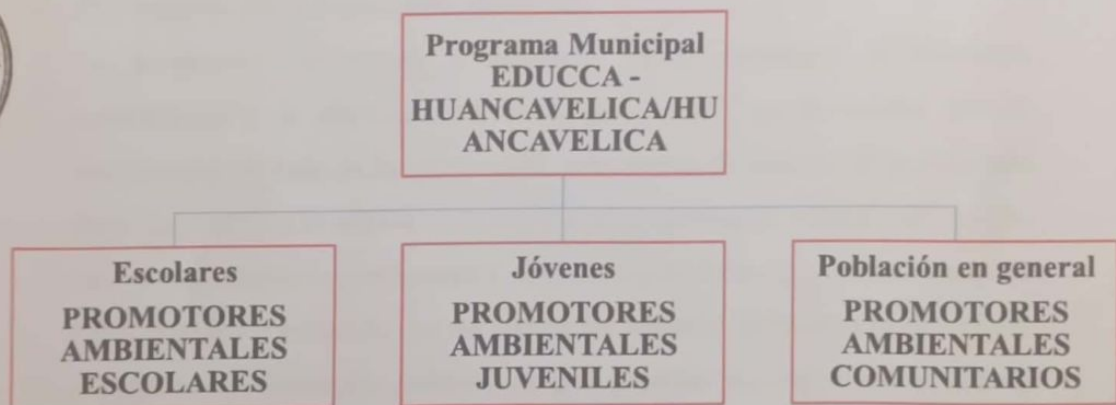 Programa Municipal
EDUCCA -
HUANCAVELICA/HU
ANCAVELICA
Escolares
PROMOTORES
AMBIENTALES
ESCOLARES
Jóvenes
PROMOTORES
AMBIENTALES
JUVENILES
Población en general
PROMOTORES
AMBIENTALES
COMUNITARIOS